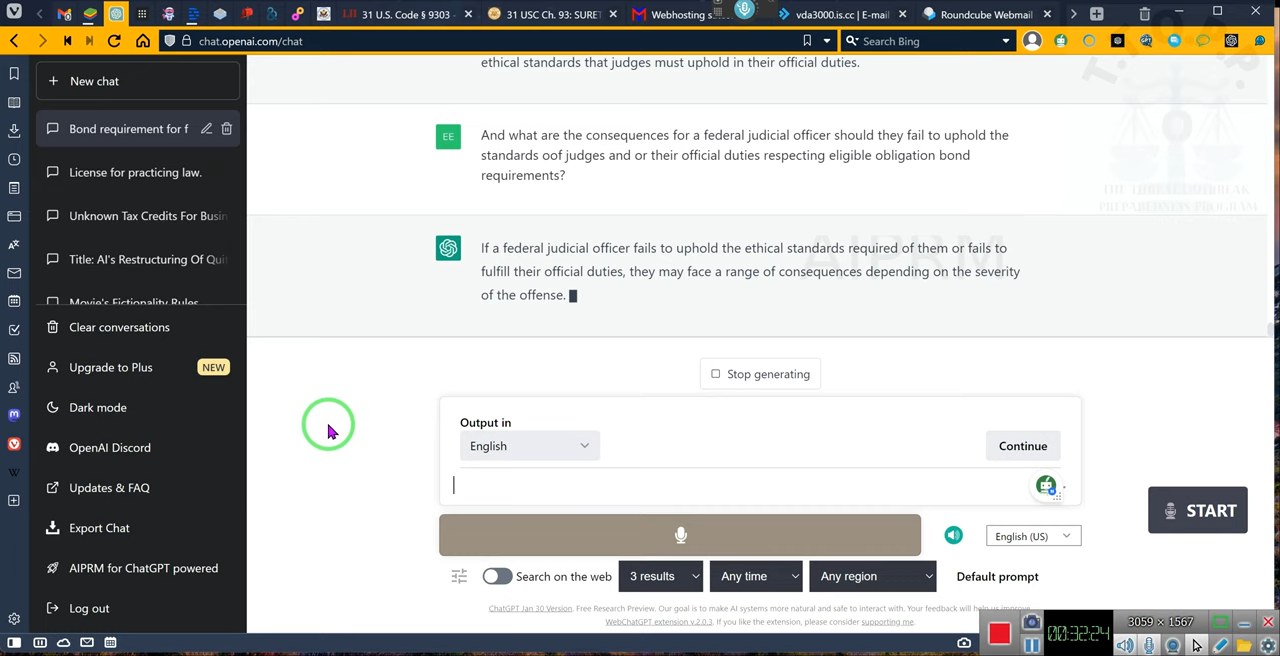 31 U.S. Code § 9303 -
31 USC Ch. 93: SURET
Webhosting s
vda3000.is.cc | E-mail
Roundcube Webmail
chat.openai.com/chat
Search Bing
New chat
Bond requirement for f
License for practicing law.
Unknown Tax Credits For Busin
Title: AI's Restructuring Of Quit
Movie's Fictionality Rules
Clear conversations
Upgrade to Plus
NEW
Dark mode
OpenAI Discord
Updates & FAQ
Export Chat
AIPRM for ChatGPT powered
Log out
ethical standards that judges must uphold in their official duties.
EE
And what are the consequences for a federal judicial officer should they fail to uphold the
standards oof judges and or their official duties respecting eligible obligation bond
requirements?
If a federal judicial officer fails to uphold the ethical standards required of them or fails to
fulfill their official duties, they may face a range of consequences depending on the severity
of the offense.
AIPRM
THE THREAT OUTBREAK
PREPAREDNESS PROGRAM
Stop generating
Output in
English
Continue
START
English (US)
Search on the web
3 results
Any time
Any region
Default prompt
ChatGPT Jan 30 Version. Free Research Preview. Our goal is to make AI systems more natural and safe to interact with. Your feedback will help us improve.
WebChatGPT extension v.2.0.3. If you like the extension, please consider supporting me.
00:32:24
3059 × 1567